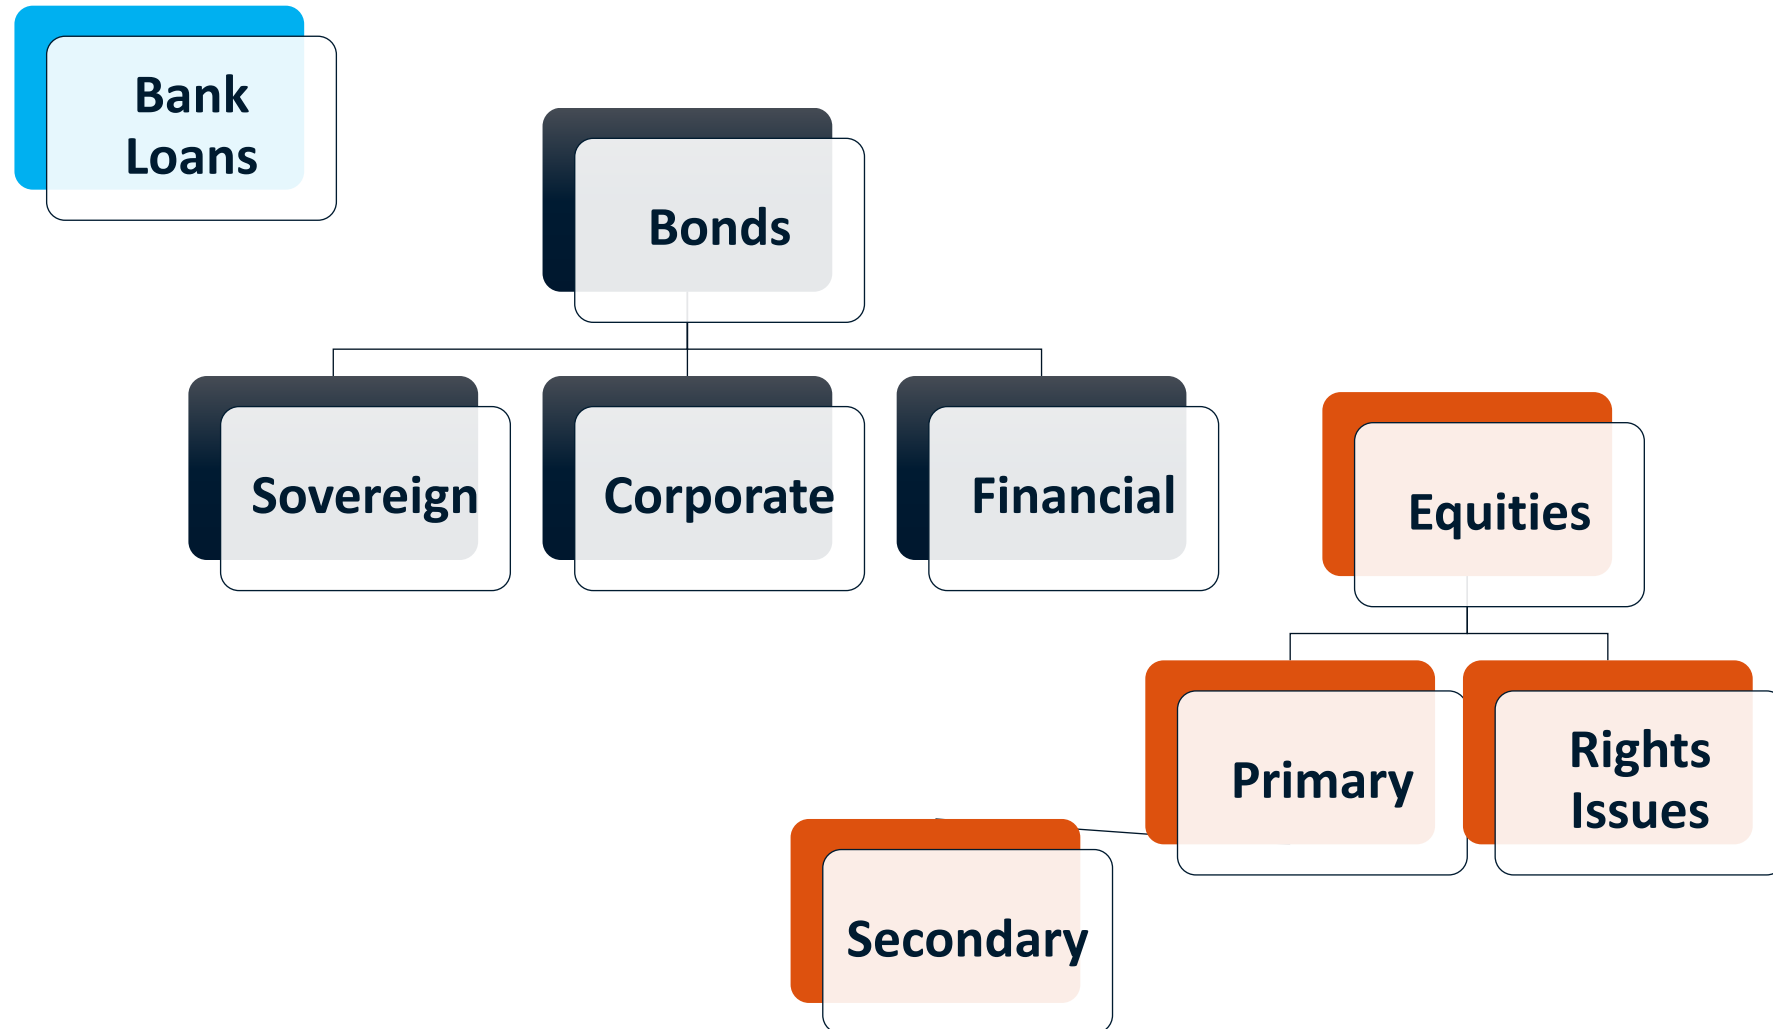 Bank
Loans
Bonds
Sovereign
Corporate
Financial
Equities
Primary
Rights
Issues
Secondary